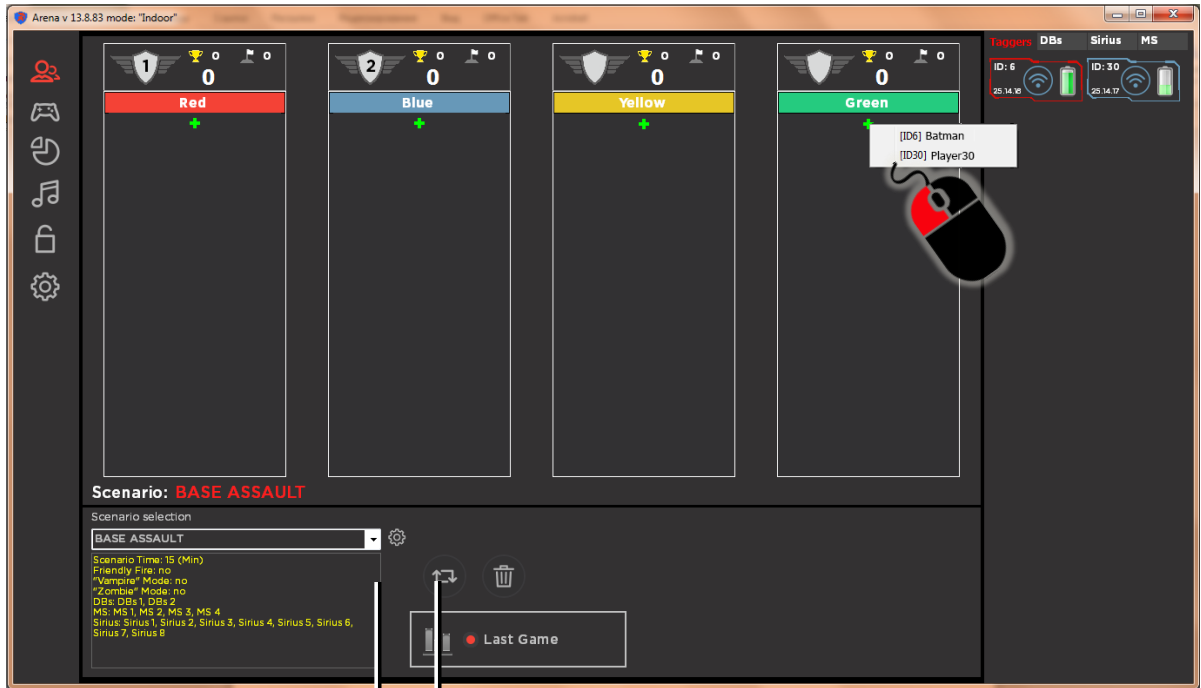 Arena v 13.8.83 mode: "Indoor"
Taggers DBs Sirius MS
1 0 0
0
2 0 0
0
0 0
0
0 0
0
ID: 6
25.14.18
ID: 30
25.14.17
Red
Blue
Yellow
Green
[ID6] Batman
[ID30] Player30
Scenario: BASE ASSAULT
Scenario selection
BASE ASSAULT
Scenario Time: 15 (Min)
Friendly Fire: no
"Vampire" Mode: no
"Zombie" Mode: no
DBs: DBs 1, DBs 2
MS: MS 1, MS 2, MS 3, MS 4
Sirius: Sirius 1, Sirius 2, Sirius 3, Sirius 4, Sirius 5, Sirius 6,
Sirius 7, Sirius 8
Last Game